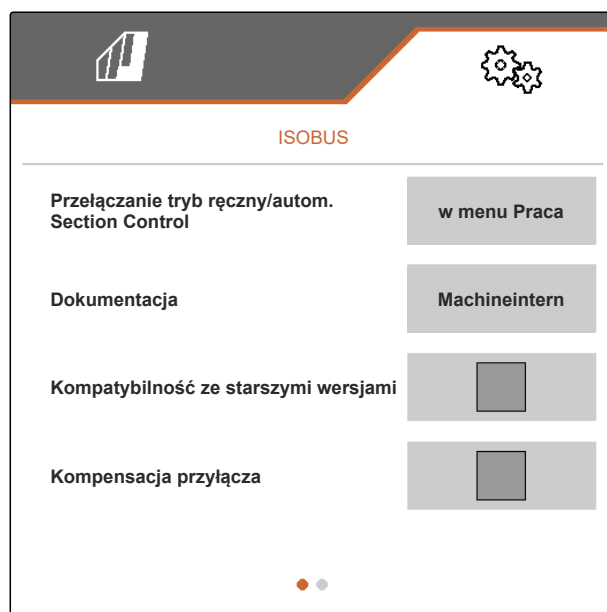 ISOBUS
Przełączanie tryb ręczny/autom.
Section Control
w menu Praca
Dokumentacja
Machineintern
Kompatybilność ze starszymi wersjami
Kompensacja przyłącza